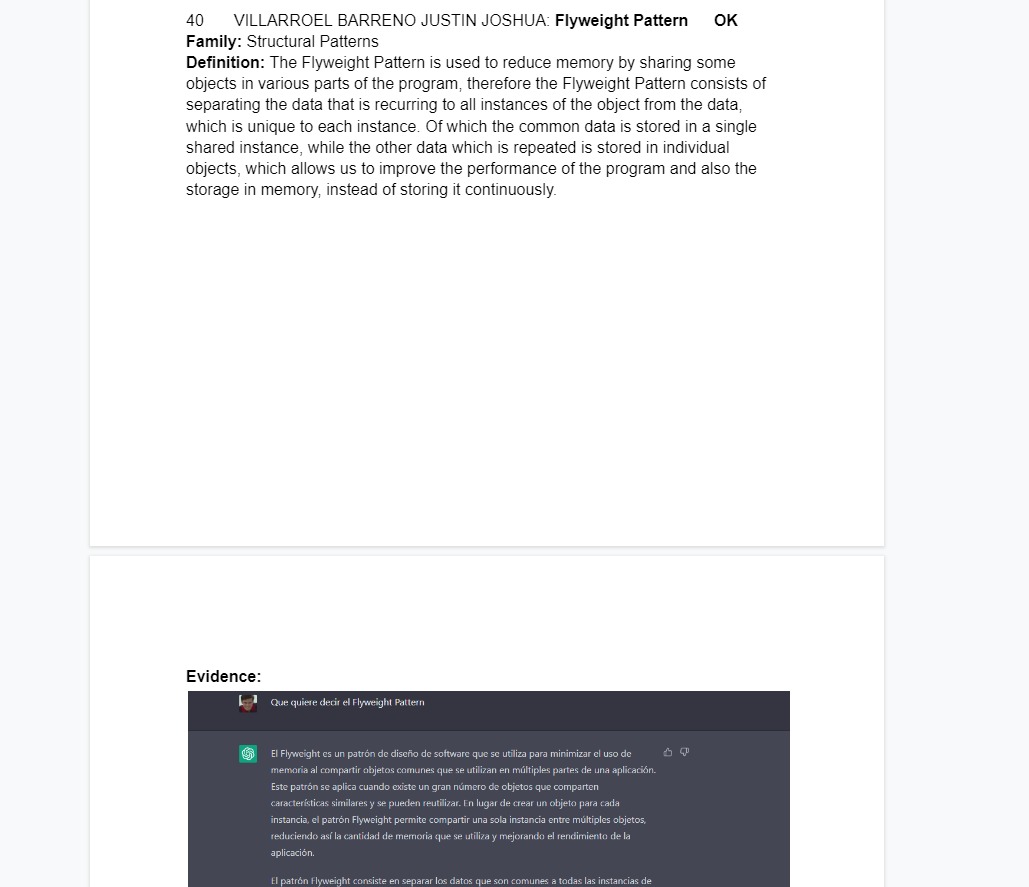 40 VILLARROEL BARRENO JUSTIN JOSHUA: Flyweight Pattern OK
Family: Structural Patterns
Definition: The Flyweight Pattern is used to reduce memory by sharing some
objects in various parts of the program, therefore the Flyweight Pattern consists of
separating the data that is recurring to all instances of the object from the data,
which is unique to each instance. Of which the common data is stored in a single
shared instance, while the other data which is repeated is stored in individual
objects, which allows us to improve the performance of the program and also the
storage in memory, instead of storing it continuously.
Evidence:
Que quiere decir el Flyweight Pattern
El Flyweight es un patrón de diseño de software que se utiliza para minimizar el uso de
memoria al compartir objetos comunes que se utilizan en múltiples partes de una aplicación.
Este patrón se aplica cuando existe un gran número de objetos que comparten
características similares y se pueden reutilizar. En lugar de crear un objeto para cada
instancia, el patrón Flyweight permite compartir una sola instancia entre múltiples objetos,
reduciendo así la cantidad de memoria que se utiliza y mejorando el rendimiento de la
aplicación.
El patrón Flyweight consiste en separar los datos que son comunes a todas las instancias de